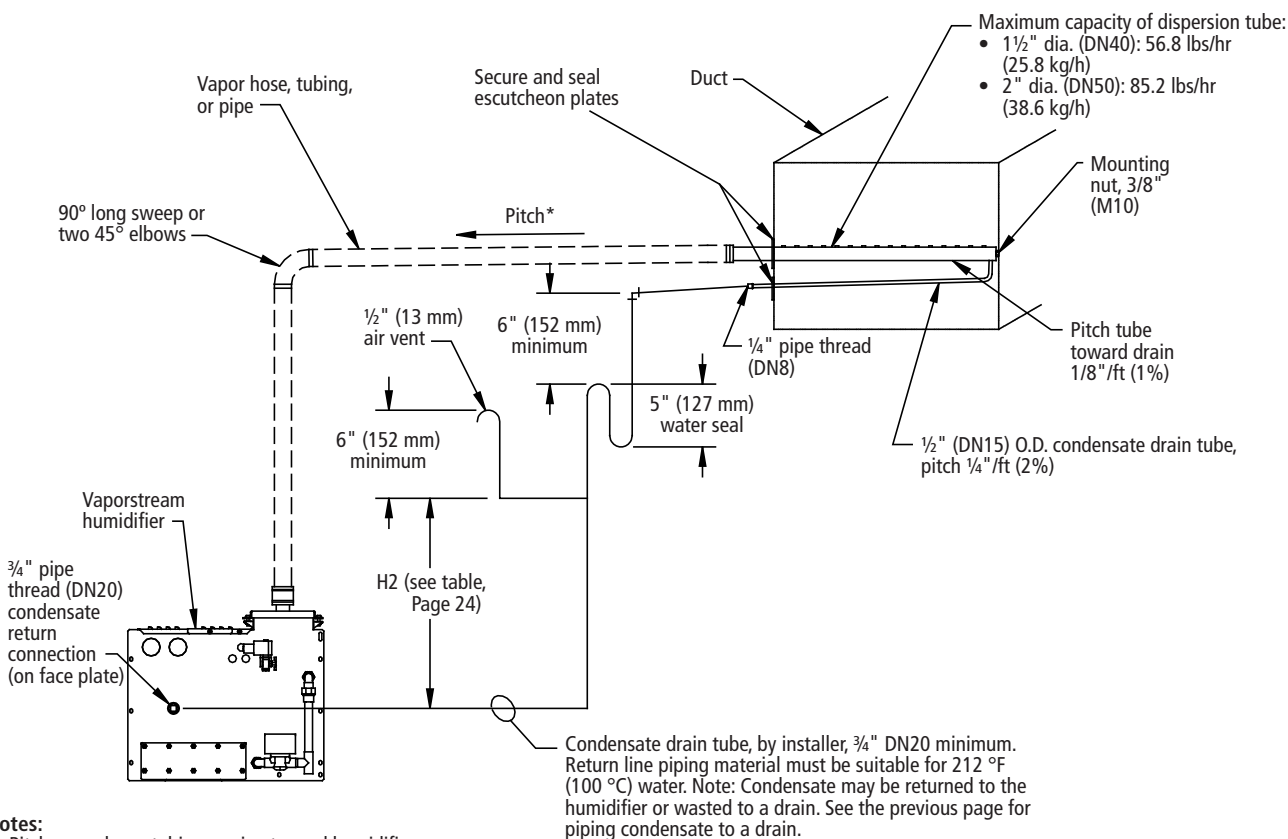 Maximum capacity of dispersion tube:
• 1½" dia. (DN40): 56.8 lbs/hr
(25.8 kg/h)
• 2" dia. (DN50): 85.2 lbs/hr
(38.6 kg/h)
Secure and seal
escutcheon plates
Duct
Vapor hose, tubing,
or pipe
Mounting
nut, 3/8"
(M10)
90º long sweep or
two 45° elbows
Pitch*
½" (13 mm)
air vent
6" (152 mm)
minimum
¼" pipe thread
(DN8)
Pitch tube
toward drain
1/8"/ft (1%)
5" (127 mm)
water seal
6" (152 mm)
minimum
½" (DN15) O.D. condensate drain tube,
pitch ¼"/ft (2%)
Vaporstream
humidifier
¾" pipe
thread (DN20)
condensate
return
connection
(on face plate)
H2 (see table,
Page 24)
Condensate drain tube, by installer, ¾" DN20 minimum.
Return line piping material must be suitable for 212 °F
(100 °C) water. Note: Condensate may be returned to the
humidifier or wasted to a drain. See the previous page for
piping condensate to a drain.
otes: